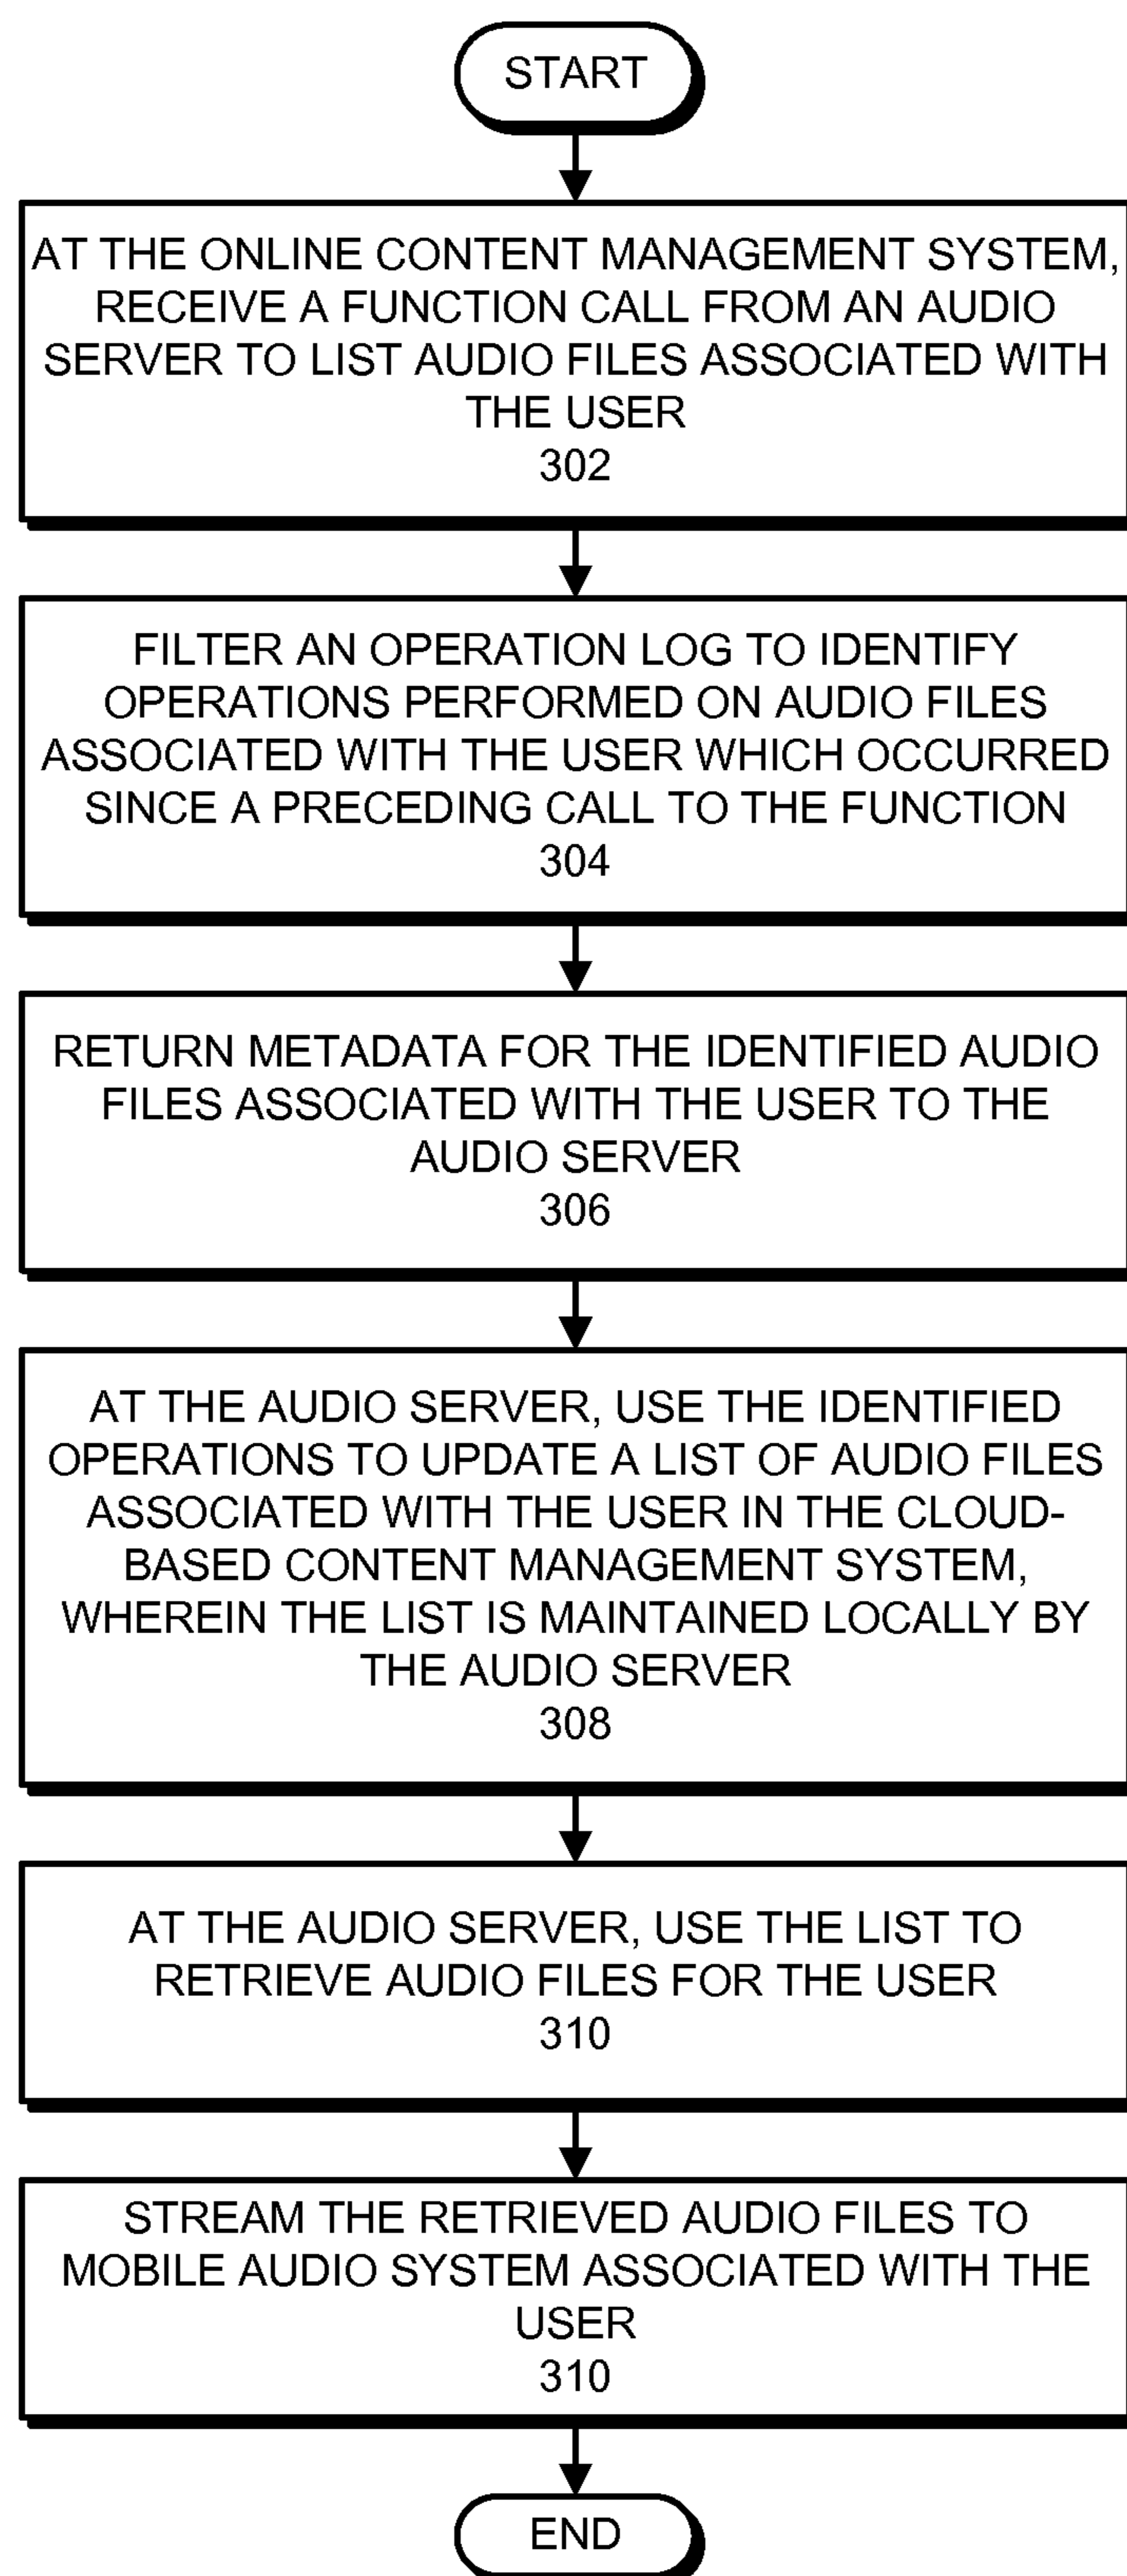 START
AT THE ONLINE CONTENT MANAGEMENT SYSTEM,
RECEIVE A FUNCTION CALL FROM AN AUDIO
SERVER TO LIST AUDIO FILES ASSOCIATED WITH
THE USER
302
FILTER AN OPERATION LOG TO IDENTIFY
OPERATIONS PERFORMED ON AUDIO FILES
ASSOCIATED WITH THE USER WHICH OCCURRED
SINCE A PRECEDING CALL TO THE FUNCTION
304
RETURN METADATA FOR THE IDENTIFIED AUDIO
FILES ASSOCIATED WITH THE USER TO THE
AUDIO SERVER
306
AT THE AUDIO SERVER, USE THE IDENTIFIED
OPERATIONS TO UPDATE A LIST OF AUDIO FILES
ASSOCIATED WITH THE USER IN THE CLOUD-
BASED CONTENT MANAGEMENT SYSTEM,
WHEREIN THE LIST IS MAINTAINED LOCALLY BY
THE AUDIO SERVER
308
AT THE AUDIO SERVER, USE THE LIST TO
RETRIEVE AUDIO FILES FOR THE USER
310
STREAM THE RETRIEVED AUDIO FILES TO
MOBILE AUDIO SYSTEM ASSOCIATED WITH THE
USER
310
END